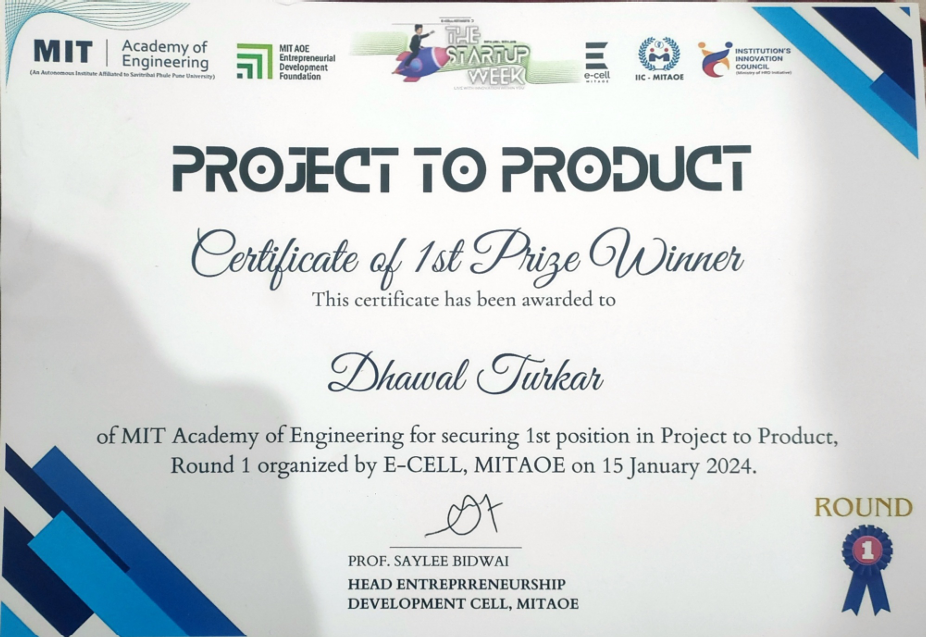 MIT
Academy of
Engineering
(An Autonomous Institute Affiliated to Savitribai Phule Pune University)
MIT AOE
Entrepreneurial
Development
Foundation
THE
STARTUP
WEEK
e-cell
MITAOE
IIC - MITAOE
INSTITUTION'S
INNOVATION
COUNCIL
(Ministry of HRD Initiative)
PROJECT TO PRODUCT
Certificate of 1st Prize Winner
This certificate has been awarded to
Dhawal Turkar
of MIT Academy of Engineering for securing 1st position in Project to Product,
Round 1 organized by E-CELL, MITAOE on 15 January 2024.
PROF. SAYLEE BIDWAI
HEAD ENTREPRRENEURSHIP
DEVELOPMENT CELL, MITAOE
ROUND
1